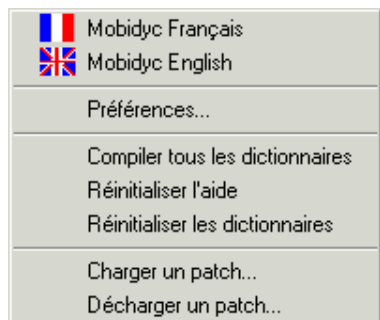 Mobidyc Français
Mobidyc English
Préférences...
Compiler tous les dictionnaires
Réinitialiser l'aide
Réinitialiser les dictionnaires
Charger un patch...
Décharger un patch...